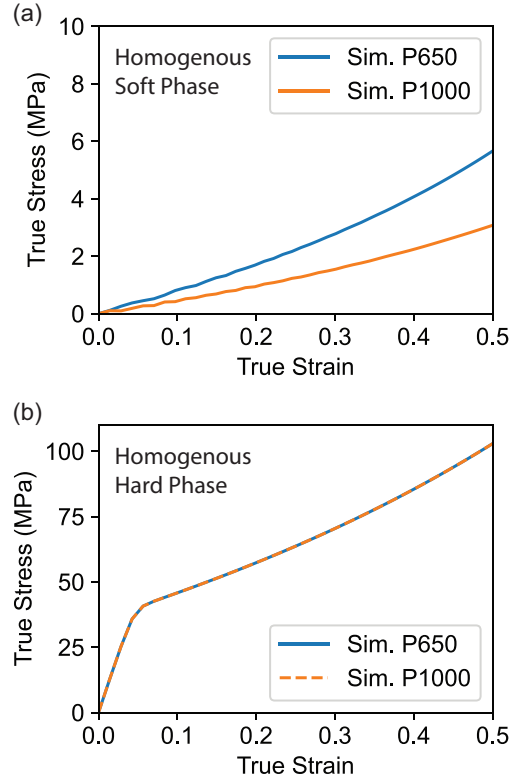 (a)
10
8
6
4
2
0
True Stress (MPa)
Homogenous
Soft Phase
Sim. P650
Sim. P1000
0.0 0.1 0.2 0.3 0.4 0.5
True Strain
(b)
100
75
50
25
0
True Stress (MPa)
Homogenous
Hard Phase
Sim. P650
Sim. P1000
0.0 0.1 0.2 0.3 0.4 0.5
True Strain